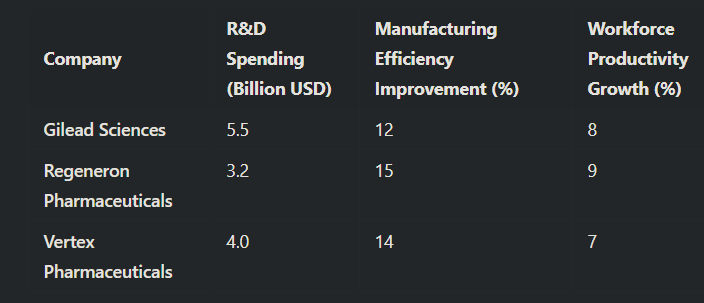 Company R&D Spending (Billion USD) Manufacturing Efficiency Improvement (%) Workforce Productivity Growth (%)
Gilead Sciences 5.5 12 8
Regeneron Pharmaceuticals 3.2 15 9
Vertex Pharmaceuticals 4.0 14 7